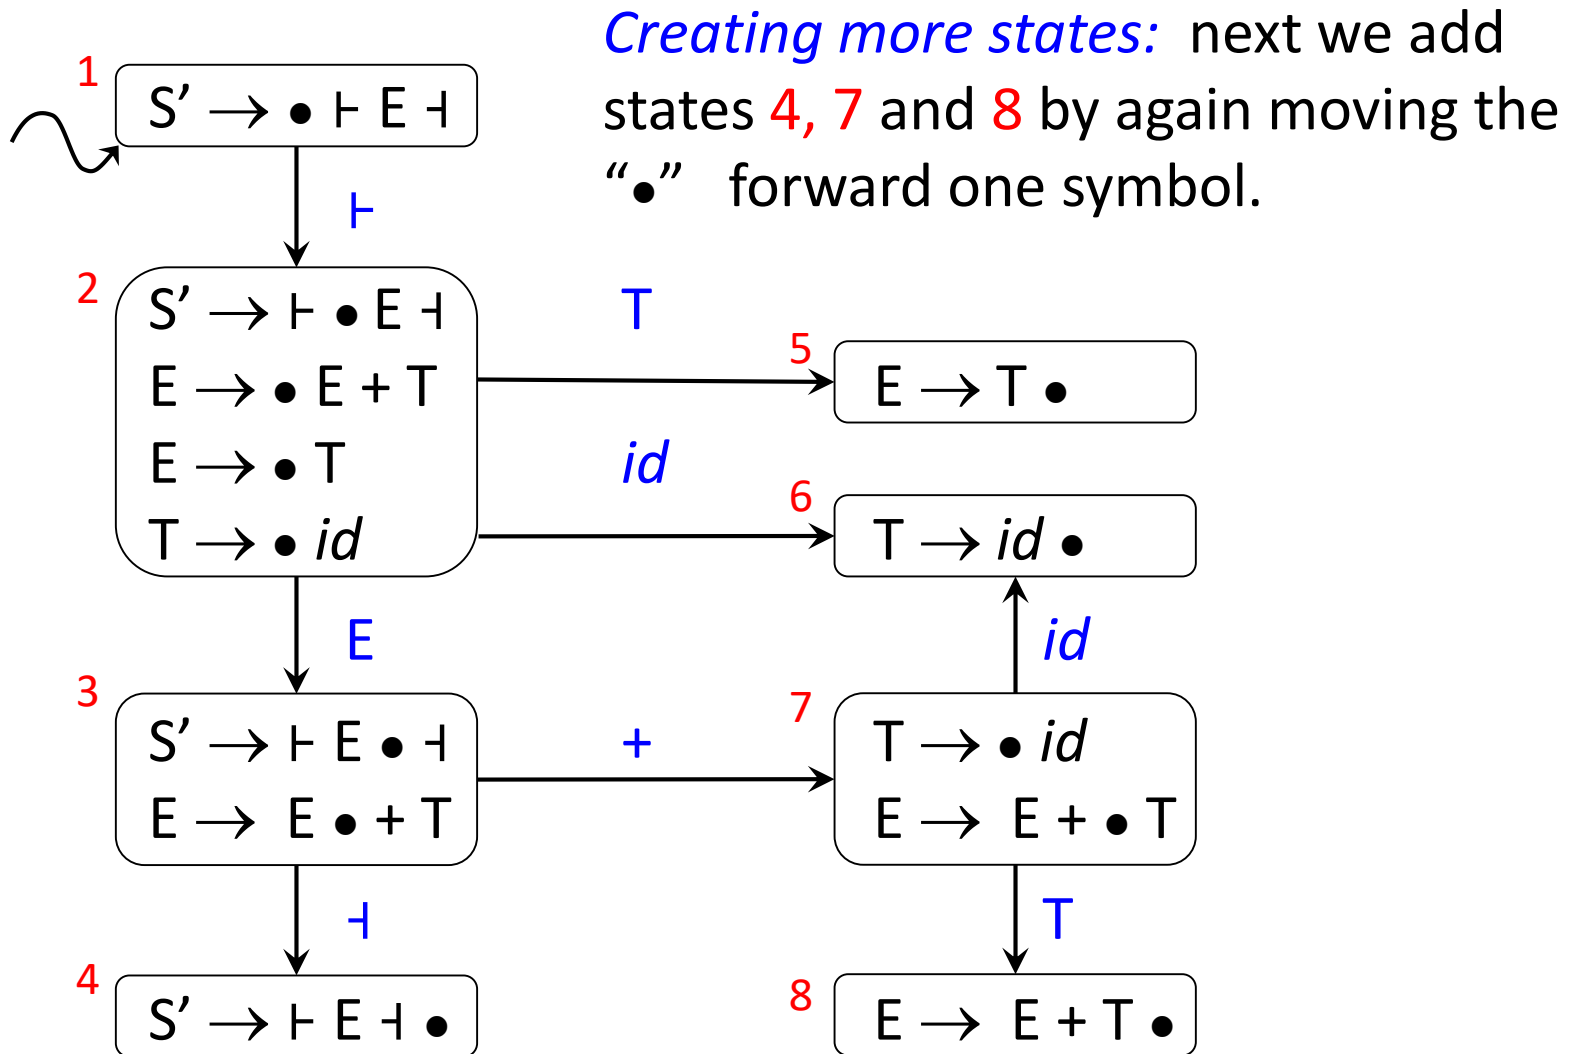 Creating more states: next we add
states 4, 7 and 8 by again moving the
“•” forward one symbol.
1
S’ → • ⊢ E ⊣
⊢
2
S’ → ⊢ • E ⊣
E → • E + T
E → • T
T → • id
T
5
E → T •
id
6
T → id •
E
id
3
S’ → ⊢ E • ⊣
E → E • + T
+
7
T → • id
E → E + • T
⊣
T
4
S’ → ⊢ E ⊣ •
8
E → E + T •